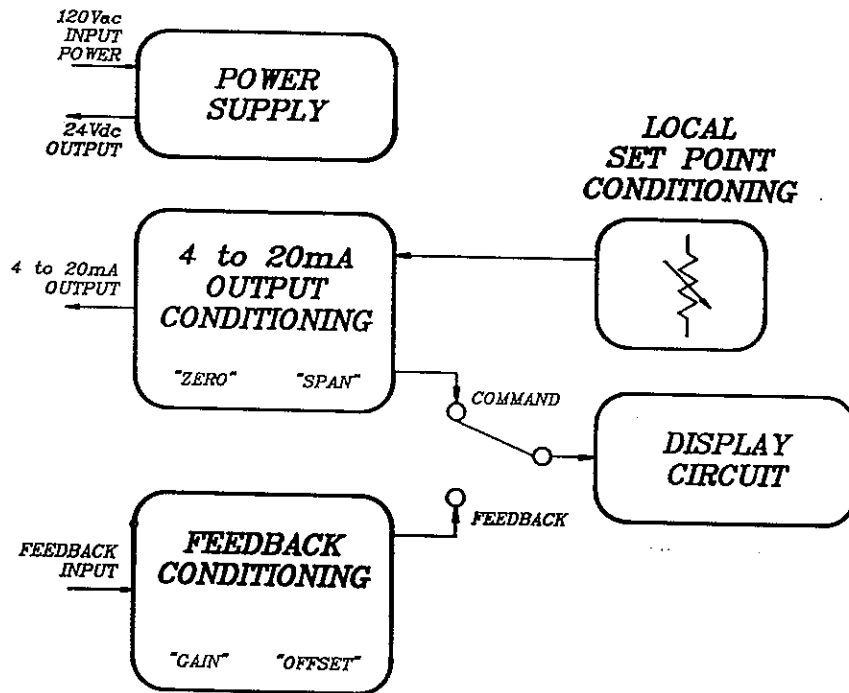 120Vac
INPUT
POWER
POWER
SUPPLY
24Vdc
OUTPUT
LOCAL
SET POINT
CONDITIONING
4 to 20mA
OUTPUT
4 to 20mA
OUTPUT
CONDITIONING
"ZERO" "SPAN"
COMMAND
DISPLAY
CIRCUIT
FEEDBACK
FEEDBACK
INPUT
FEEDBACK
CONDITIONING
"GAIN" "OFFSET"